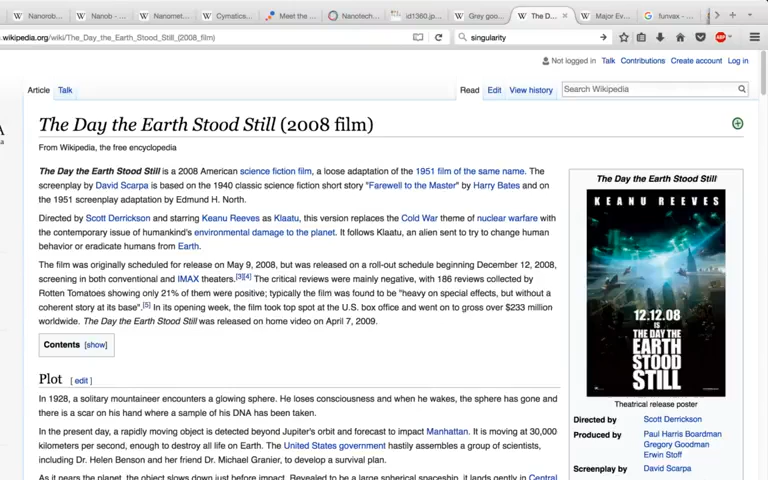 Nanorob...
Nanob - ...
Nanomet...
Cymatics...
Meet the ...
Nanotech...
id1360.jp...
Grey goo...
The D...
Major Ev...
funvax - ...
wikipedia.org/wiki/The_Day_the_Earth_Stood_Still_(2008_film)
singularity
ABP
Not logged in Talk Contributions Create account Log in
Article Talk
Read Edit View history Search Wikipedia
The Day the Earth Stood Still (2008 film)
From Wikipedia, the free encyclopedia
The Day the Earth Stood Still is a 2008 American science fiction film, a loose adaptation of the 1951 film of the same name. The
screenplay by David Scarpa is based on the 1940 classic science fiction short story "Farewell to the Master" by Harry Bates and on
the 1951 screenplay adaptation by Edmund H. North.
Directed by Scott Derrickson and starring Keanu Reeves as Klaatu, this version replaces the Cold War theme of nuclear warfare with
the contemporary issue of humankind's environmental damage to the planet. It follows Klaatu, an alien sent to try to change human
behavior or eradicate humans from Earth.
The film was originally scheduled for release on May 9, 2008, but was released on a roll-out schedule beginning December 12, 2008,
screening in both conventional and IMAX theaters.[3][4] The critical reviews were mainly negative, with 186 reviews collected by
Rotten Tomatoes showing only 21% of them were positive; typically the film was found to be "heavy on special effects, but without a
coherent story at its base".[5] In its opening week, the film took top spot at the U.S. box office and went on to gross over $233 million
worldwide. The Day the Earth Stood Still was released on home video on April 7, 2009.
Contents [show]
Plot [ edit ]
In 1928, a solitary mountaineer encounters a glowing sphere. He loses consciousness and when he wakes, the sphere has gone and
there is a scar on his hand where a sample of his DNA has been taken.
In the present day, a rapidly moving object is detected beyond Jupiter's orbit and forecast to impact Manhattan. It is moving at 30,000
kilometers per second, enough to destroy all life on Earth. The United States government hastily assembles a group of scientists,
including Dr. Helen Benson and her friend Dr. Michael Granier, to develop a survival plan.
As it nears the planet, the object slows down just before impact. Revealed to be a large spherical spaceship, it lands gently in Central
The Day the Earth Stood Still
KEANU REEVES
12.12.08
IS
THE DAY
THE
EARTH
STOOD
STILL
Theatrical release poster
Directed by Scott Derrickson
Produced by Paul Harris Boardman
Gregory Goodman
Erwin Stoff
Screenplay by David Scarpa